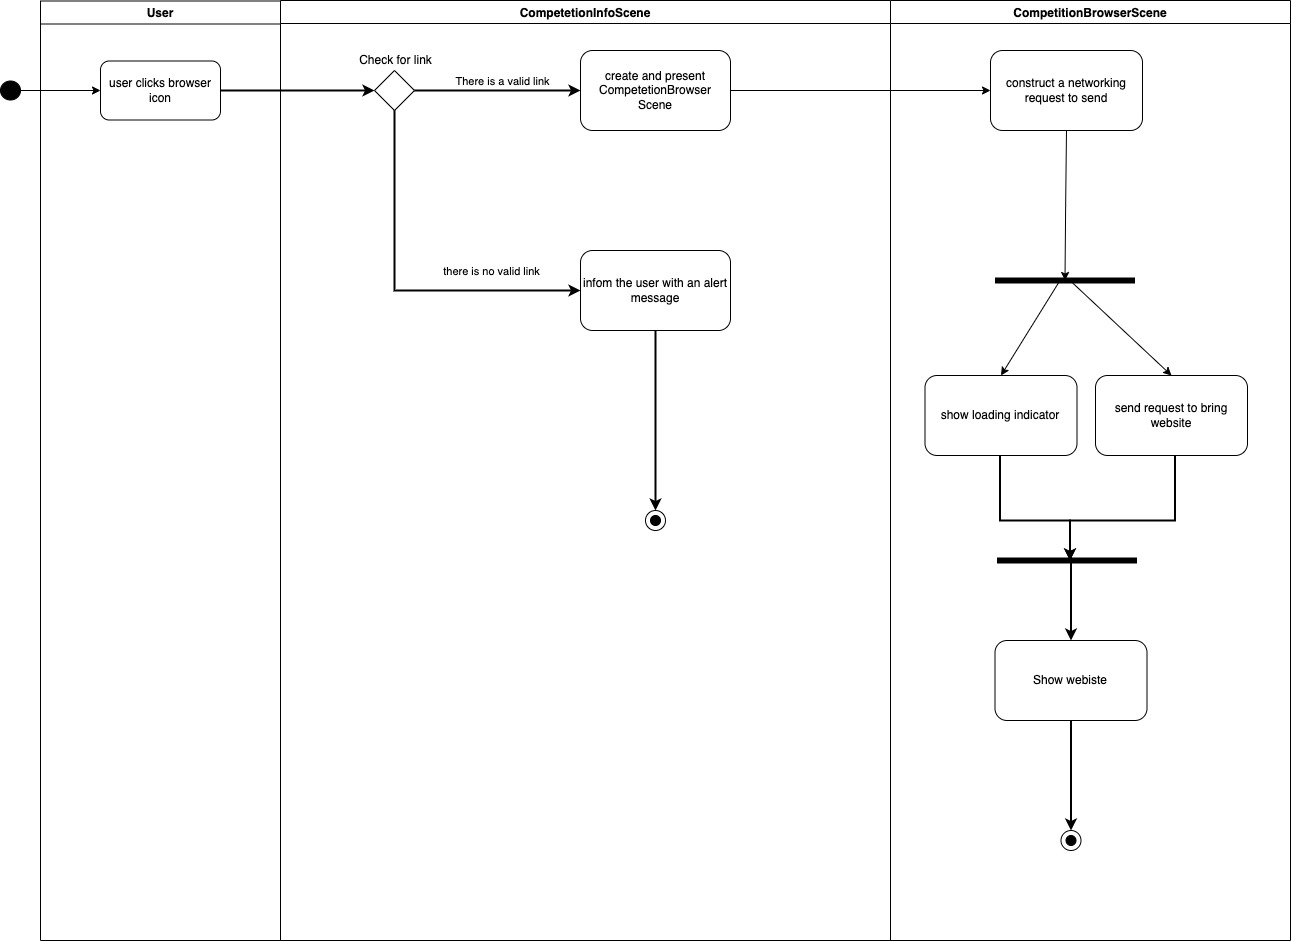 User
CompetetionInfoScene
CompetitionBrowserScene
Check for link
user clicks browser
icon
There is a valid link
create and present
CompetetionBrowser
Scene
construct a networking
request to send
there is no valid link
infom the user with an alert
message
show loading indicator
send request to bring
website
Show webiste